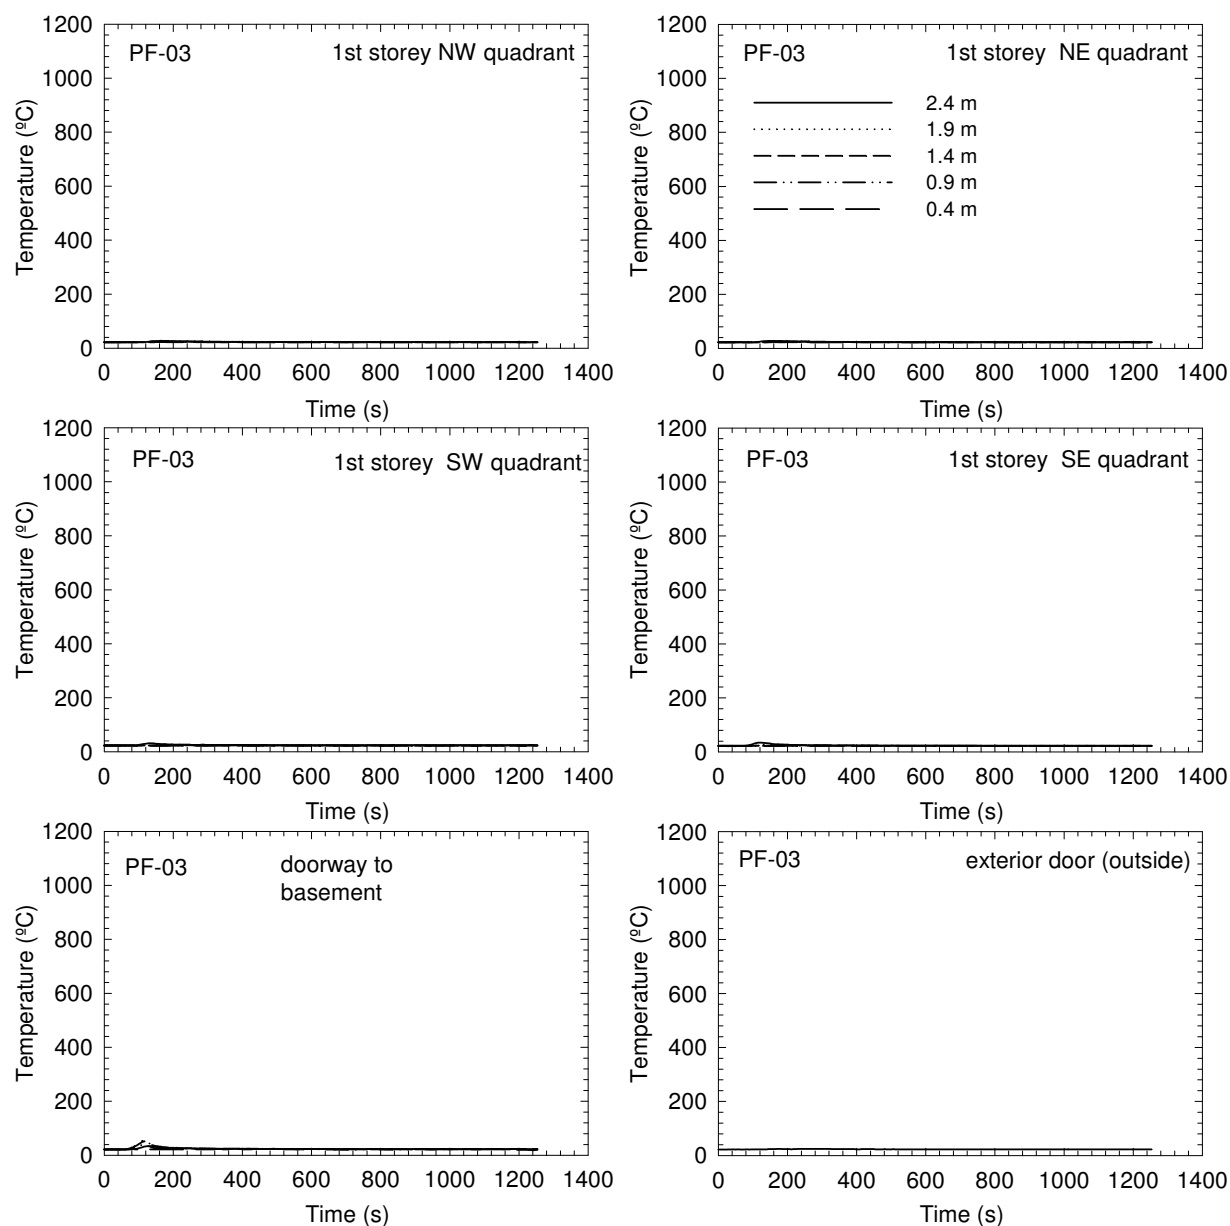 PF-03 1st storey NW quadrant
Temperature (ºC)
1200
1000
800
600
400
200
0
0 200 400 600 800 1000 1200 1400
Time (s)
PF-03 1st storey NE quadrant
2.4 m
1.9 m
1.4 m
0.9 m
0.4 m
Temperature (ºC)
1200
1000
800
600
400
200
0
0 200 400 600 800 1000 1200 1400
Time (s)
PF-03 1st storey SW quadrant
Temperature (ºC)
1200
1000
800
600
400
200
0
0 200 400 600 800 1000 1200 1400
Time (s)
PF-03 1st storey SE quadrant
Temperature (ºC)
1200
1000
800
600
400
200
0
0 200 400 600 800 1000 1200 1400
Time (s)
PF-03 doorway to
basement
Temperature (ºC)
1200
1000
800
600
400
200
0
0 200 400 600 800 1000 1200 1400
Time (s)
PF-03 exterior door (outside)
Temperature (ºC)
1200
1000
800
600
400
200
0
0 200 400 600 800 1000 1200 1400
Time (s)